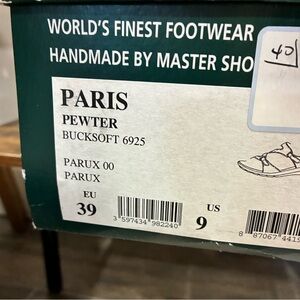 WORLD'S FINEST FOOTWEAR
HANDMADE BY MASTER SHO
40
PARIS
PEWTER
BUCKSOFT 6925
PARUX 00
PARUX
EU
39
3 597434 982240
US
9
8 87067 441